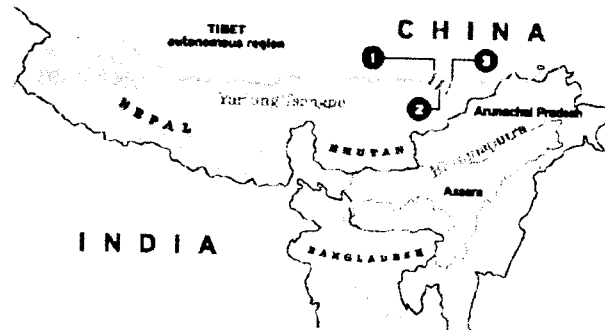 TIBET
autonomous region
CHINA
1
3
2
Yarlung Tsangpo
Arunachal Pradesh
NEPAL
BHUTAN
Brahmaputra
Assam
INDIA
BANGLADESH